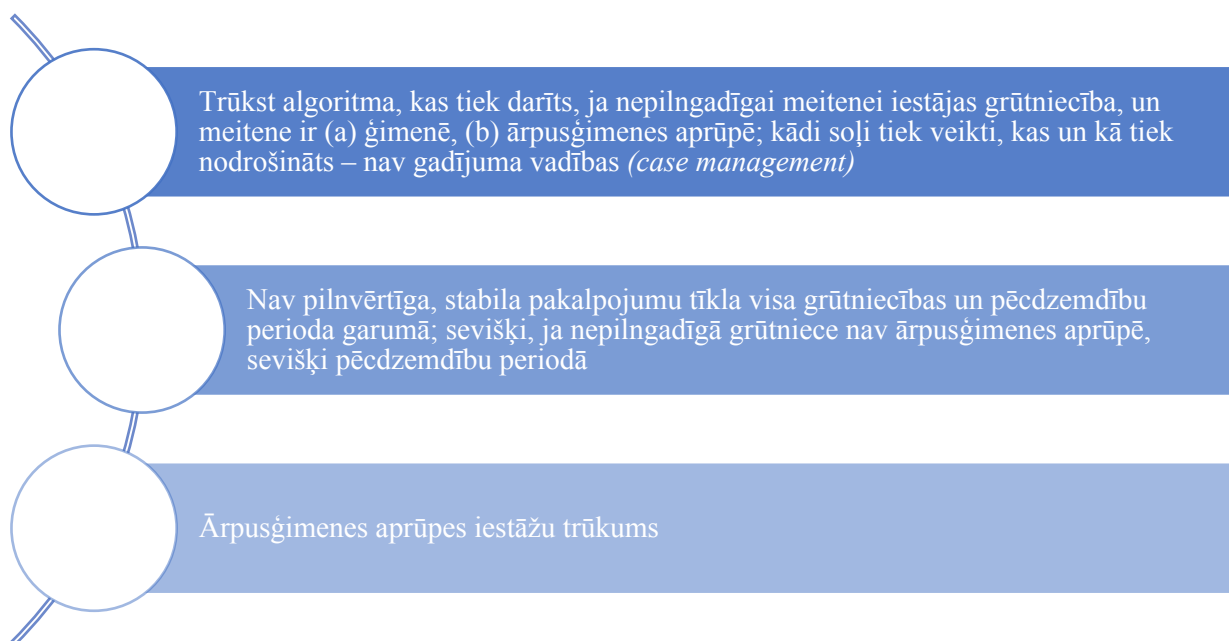 Trūkst algoritma, kas tiek darīts, ja nepilngadīgai meitenei iestājas grūtniecība, un
meitene ir (a) ģimenē, (b) ārpusģimenes aprūpē; kādi soļi tiek veikti, kas un kā tiek
nodrošināts – nav gadījuma vadības (case management)
Nav pilnvērtīga, stabila pakalpojumu tīkla visa grūtniecības un pēcdzemdību
perioda garumā; sevišķi, ja nepilngadīgā grūtniece nav ārpusģimenes aprūpē,
sevišķi pēcdzemdību periodā
Ārpusģimenes aprūpes iestāžu trūkums